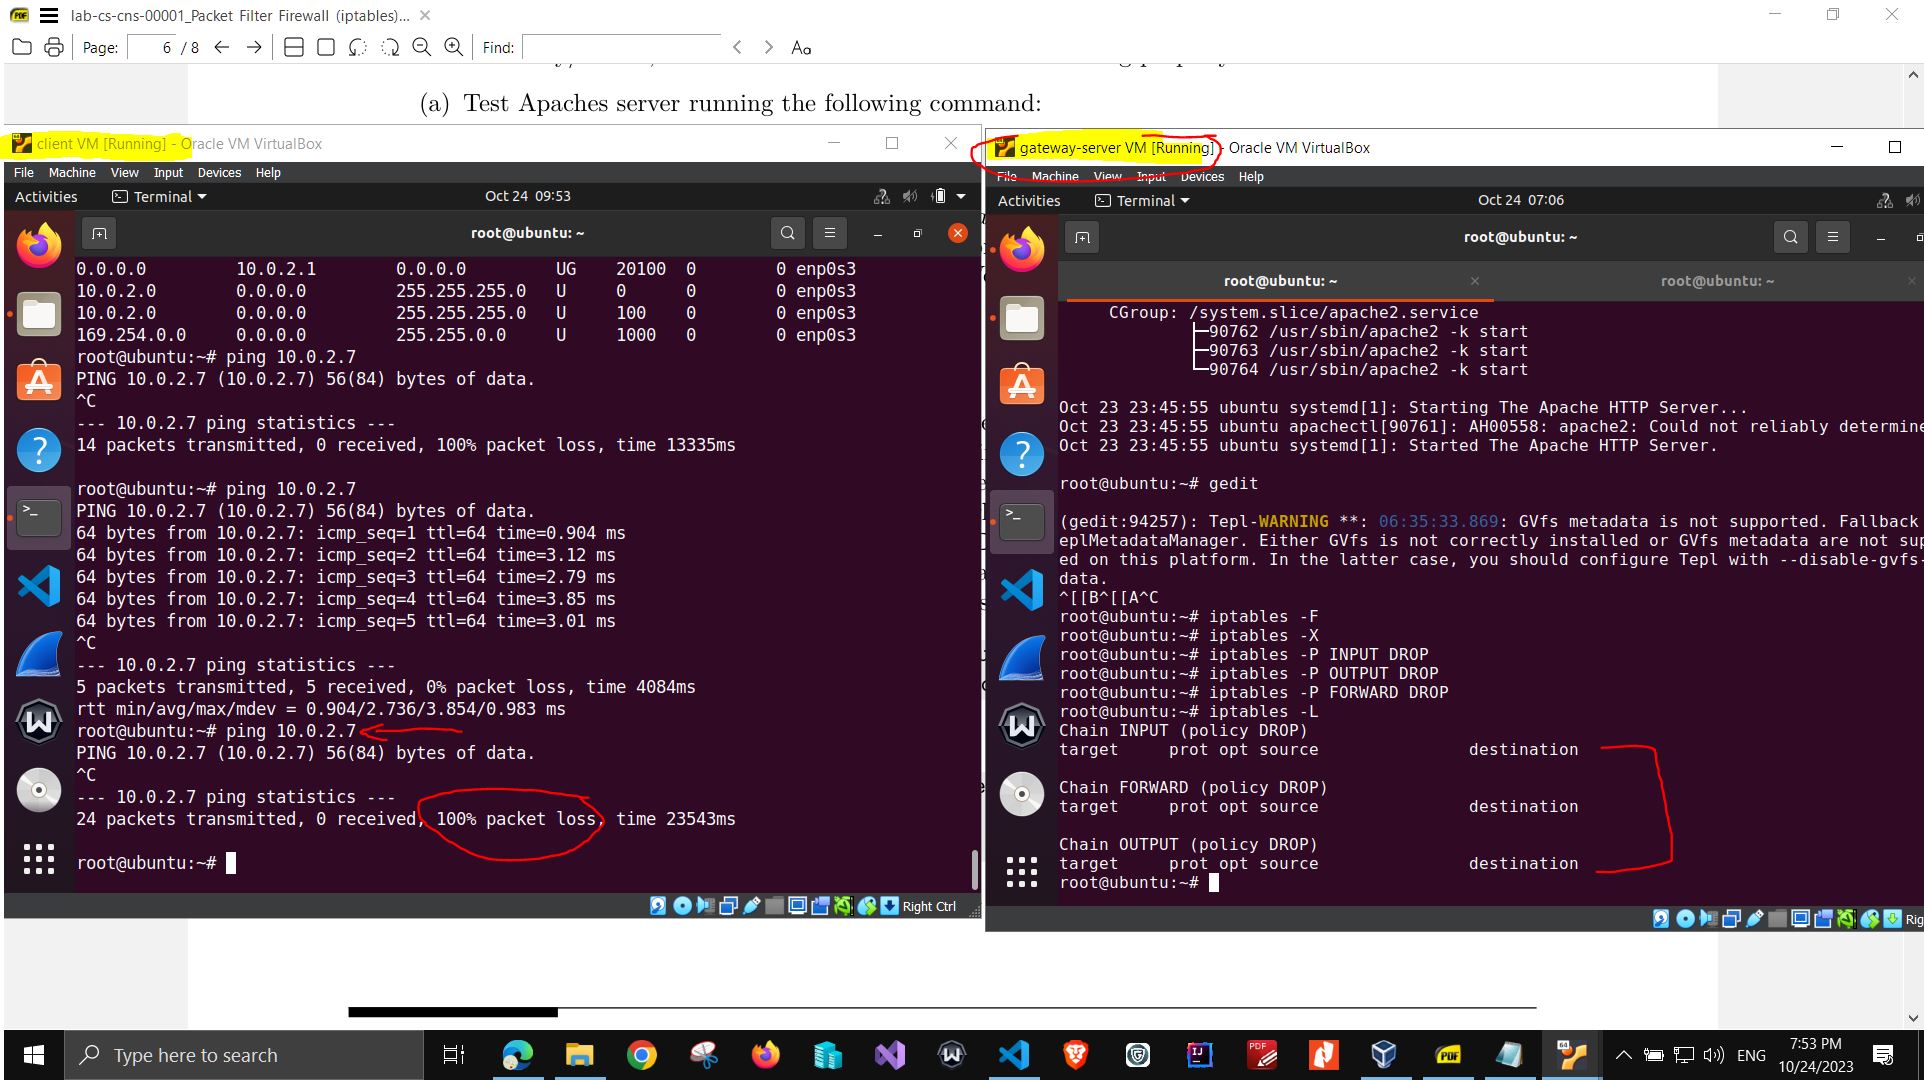 lab-cs-cns-00001_Packet Filter Firewall (iptables)...
Page: 6 / 8 Find: Aa
(a) Test Apaches server running the following command:
client VM [Running] - Oracle VM VirtualBox
File Machine View Input Devices Help
Activities Terminal Oct 24 09:53
root@ubuntu: ~
0.0.0.0 10.0.2.1 0.0.0.0 UG 20100 0 0 enp0s3
10.0.2.0 0.0.0.0 255.255.255.0 U 0 0 0 enp0s3
10.0.2.0 0.0.0.0 255.255.255.0 U 100 0 0 enp0s3
169.254.0.0 0.0.0.0 255.255.0.0 U 1000 0 0 enp0s3
root@ubuntu:~# ping 10.0.2.7
PING 10.0.2.7 (10.0.2.7) 56(84) bytes of data.
^C
--- 10.0.2.7 ping statistics ---
14 packets transmitted, 0 received, 100% packet loss, time 13335ms
root@ubuntu:~# ping 10.0.2.7
PING 10.0.2.7 (10.0.2.7) 56(84) bytes of data.
64 bytes from 10.0.2.7: icmp_seq=1 ttl=64 time=0.904 ms
64 bytes from 10.0.2.7: icmp_seq=2 ttl=64 time=3.12 ms
64 bytes from 10.0.2.7: icmp_seq=3 ttl=64 time=2.79 ms
64 bytes from 10.0.2.7: icmp_seq=4 ttl=64 time=3.85 ms
64 bytes from 10.0.2.7: icmp_seq=5 ttl=64 time=3.01 ms
^C
--- 10.0.2.7 ping statistics ---
5 packets transmitted, 5 received, 0% packet loss, time 4084ms
rtt min/avg/max/mdev = 0.904/2.736/3.854/0.983 ms
root@ubuntu:~# ping 10.0.2.7
PING 10.0.2.7 (10.0.2.7) 56(84) bytes of data.
^C
--- 10.0.2.7 ping statistics ---
24 packets transmitted, 0 received, 100% packet loss, time 23543ms
root@ubuntu:~#
Right Ctrl
gateway-server VM [Running] - Oracle VM VirtualBox
File Machine View Input Devices Help
Activities Terminal Oct 24 07:06
root@ubuntu: ~
root@ubuntu: ~ root@ubuntu: ~
CGroup: /system.slice/apache2.service
├─90762 /usr/sbin/apache2 -k start
├─90763 /usr/sbin/apache2 -k start
└─90764 /usr/sbin/apache2 -k start
Oct 23 23:45:55 ubuntu systemd[1]: Starting The Apache HTTP Server...
Oct 23 23:45:55 ubuntu apachectl[90761]: AH00558: apache2: Could not reliably determine
Oct 23 23:45:55 ubuntu systemd[1]: Started The Apache HTTP Server.
root@ubuntu:~# gedit
(gedit:94257): Tepl-WARNING **: 06:35:33.869: GVfs metadata is not supported. Fallback
eplMetadataManager. Either GVfs is not correctly installed or GVfs metadata are not sup
ed on this platform. In the latter case, you should configure Tepl with --disable-gvfs-
data.
^[[B^[[A^C
root@ubuntu:~# iptables -F
root@ubuntu:~# iptables -X
root@ubuntu:~# iptables -P INPUT DROP
root@ubuntu:~# iptables -P OUTPUT DROP
root@ubuntu:~# iptables -P FORWARD DROP
root@ubuntu:~# iptables -L
Chain INPUT (policy DROP)
target prot opt source destination
Chain FORWARD (policy DROP)
target prot opt source destination
Chain OUTPUT (policy DROP)
target prot opt source destination
root@ubuntu:~#
Rig
Type here to search
ENG
7:53 PM
10/24/2023